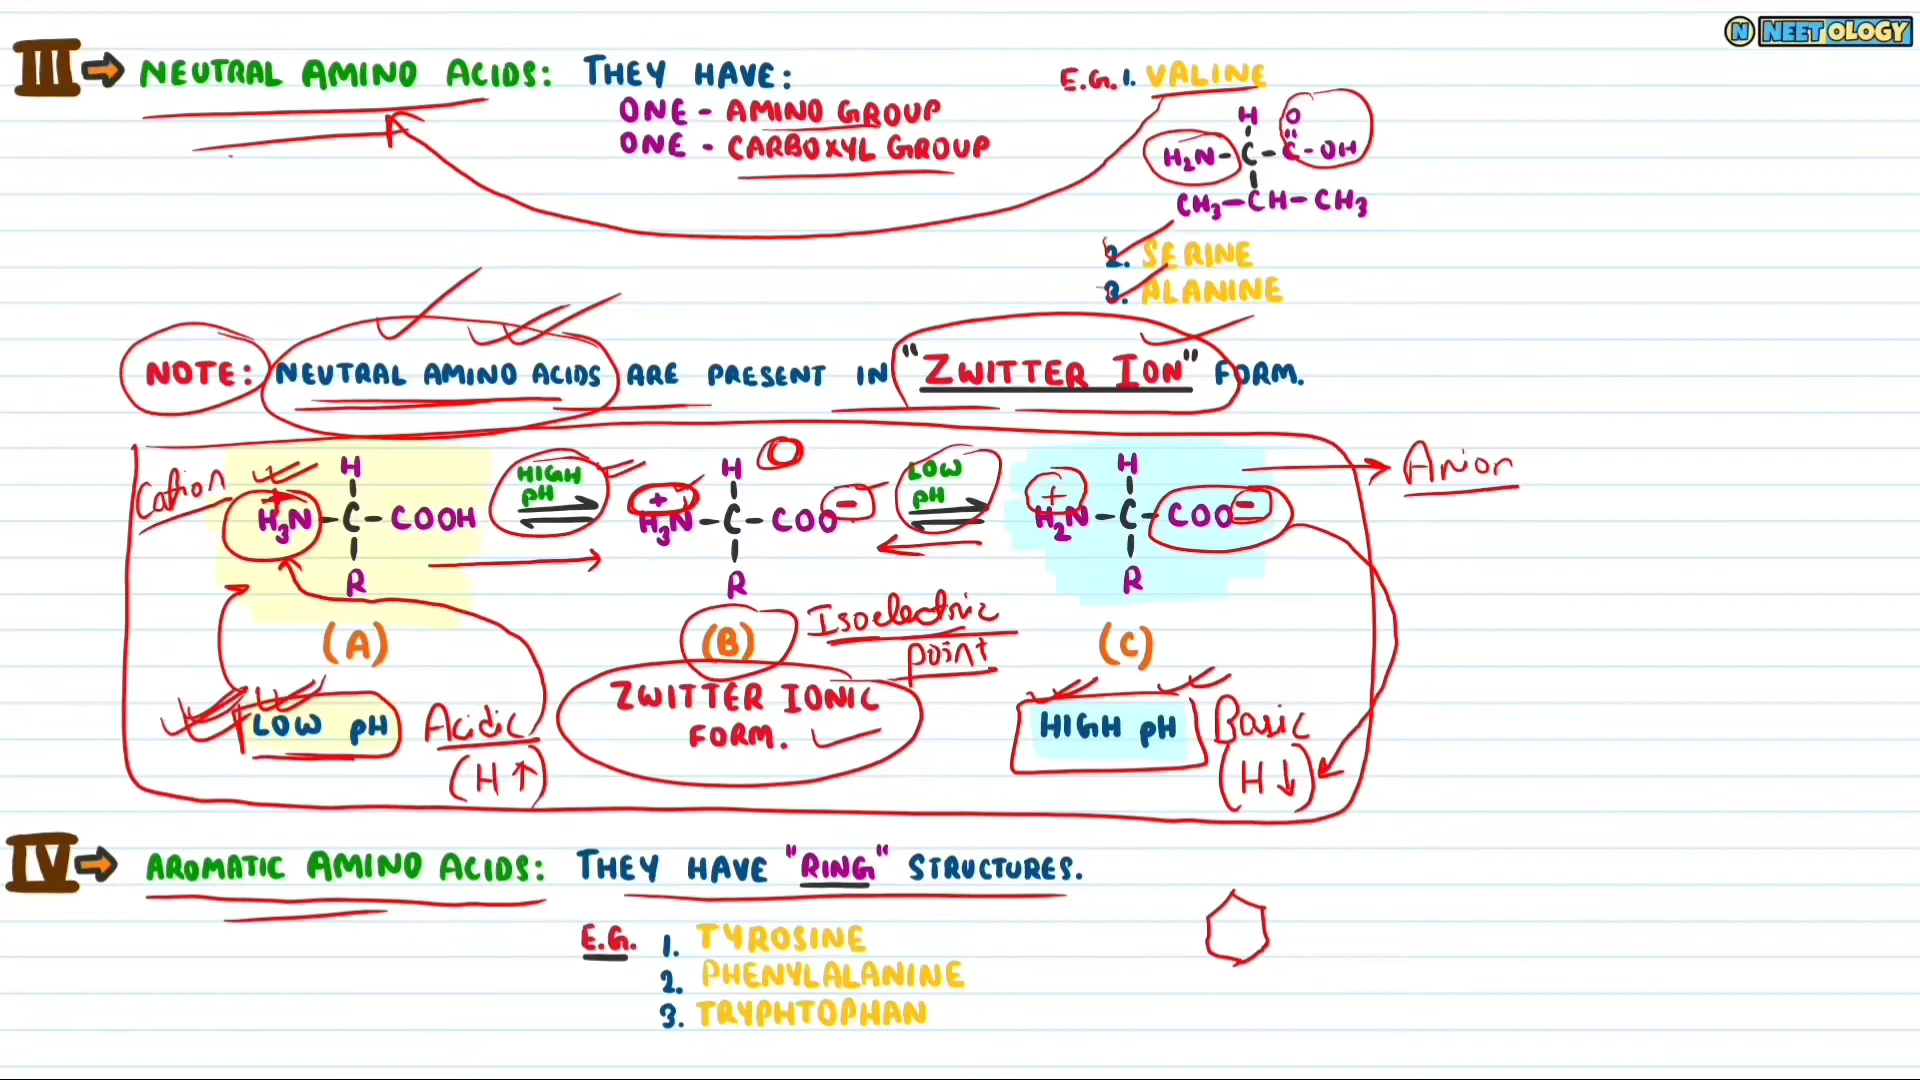 N NEETOLOGY
III → NEUTRAL AMINO ACIDS: THEY HAVE:
ONE - AMINO GROUP
ONE - CARBOXYL GROUP
E.G. 1. VALINE
H O
H₂N - C - C - OH
CH₃ - CH - CH₃
2. SERINE
3. ALANINE
NOTE: NEUTRAL AMINO ACIDS ARE PRESENT IN "ZWITTER ION" FORM.
Cation
H
H₃N⁺ - C - COOH
R
(A)
LOW pH
Acidic
(H ↑)
HIGH
pH
O
H
H₃N⁺ - C - COO⁻
R
(B)
Isoelectric
point
ZWITTER IONIC
FORM.
LOW
pH
+
H
H₂N - C - COO⁻
R
(C)
HIGH pH
Basic
(H ↓)
Anion
IV → AROMATIC AMINO ACIDS: THEY HAVE "RING" STRUCTURES.
E.G. 1. TYROSINE
2. PHENYLALANINE
3. TRYPHTOPHAN